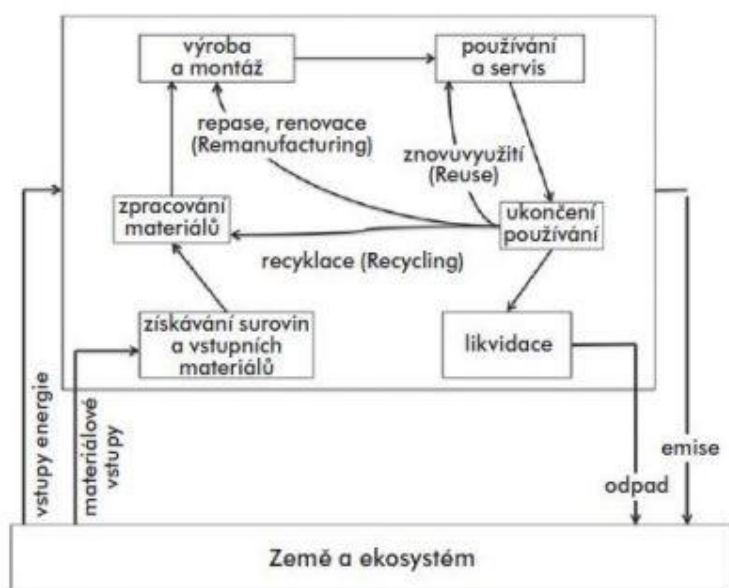 výroba
a montáž
používání
a servis
repase, renovace
(Remanufacturing)
znovuvyužití
(Reuse)
zpracování
materiálů
ukončení
používání
recyklace (Recycling)
získávání surovin
a vstupních
materiálů
likvidace
vstupy energie
materiálové
vstupy
odpad
emise
Země a ekosystém